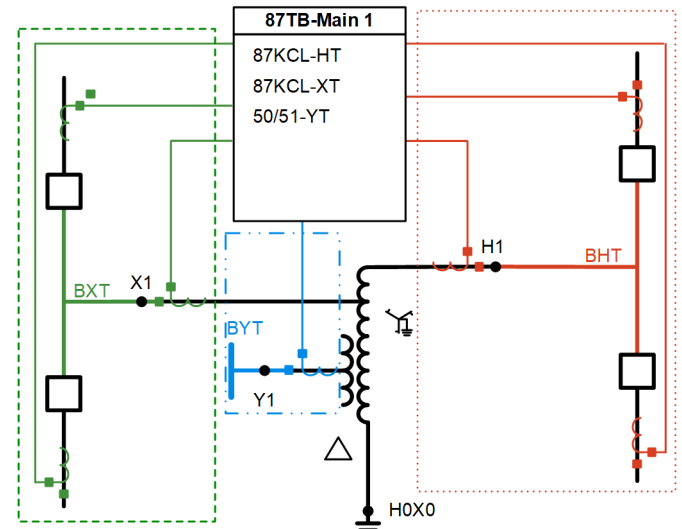 87TB-Main 1
87KCL-HT
87KCL-XT
50/51-YT
H1
BHT
X1
BXT
BYT
Y1
H0X0